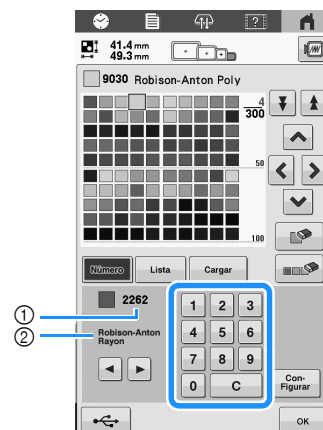 ?
41.4 mm
49.3 mm
9030 Robison-Anton Poly
4
300
50
100
Número Lista Cargar
2262
1 2 3
Robison-Anton
Rayon
4 5 6
7 8 9
0 C
Con-
Figurar
OK
①
②